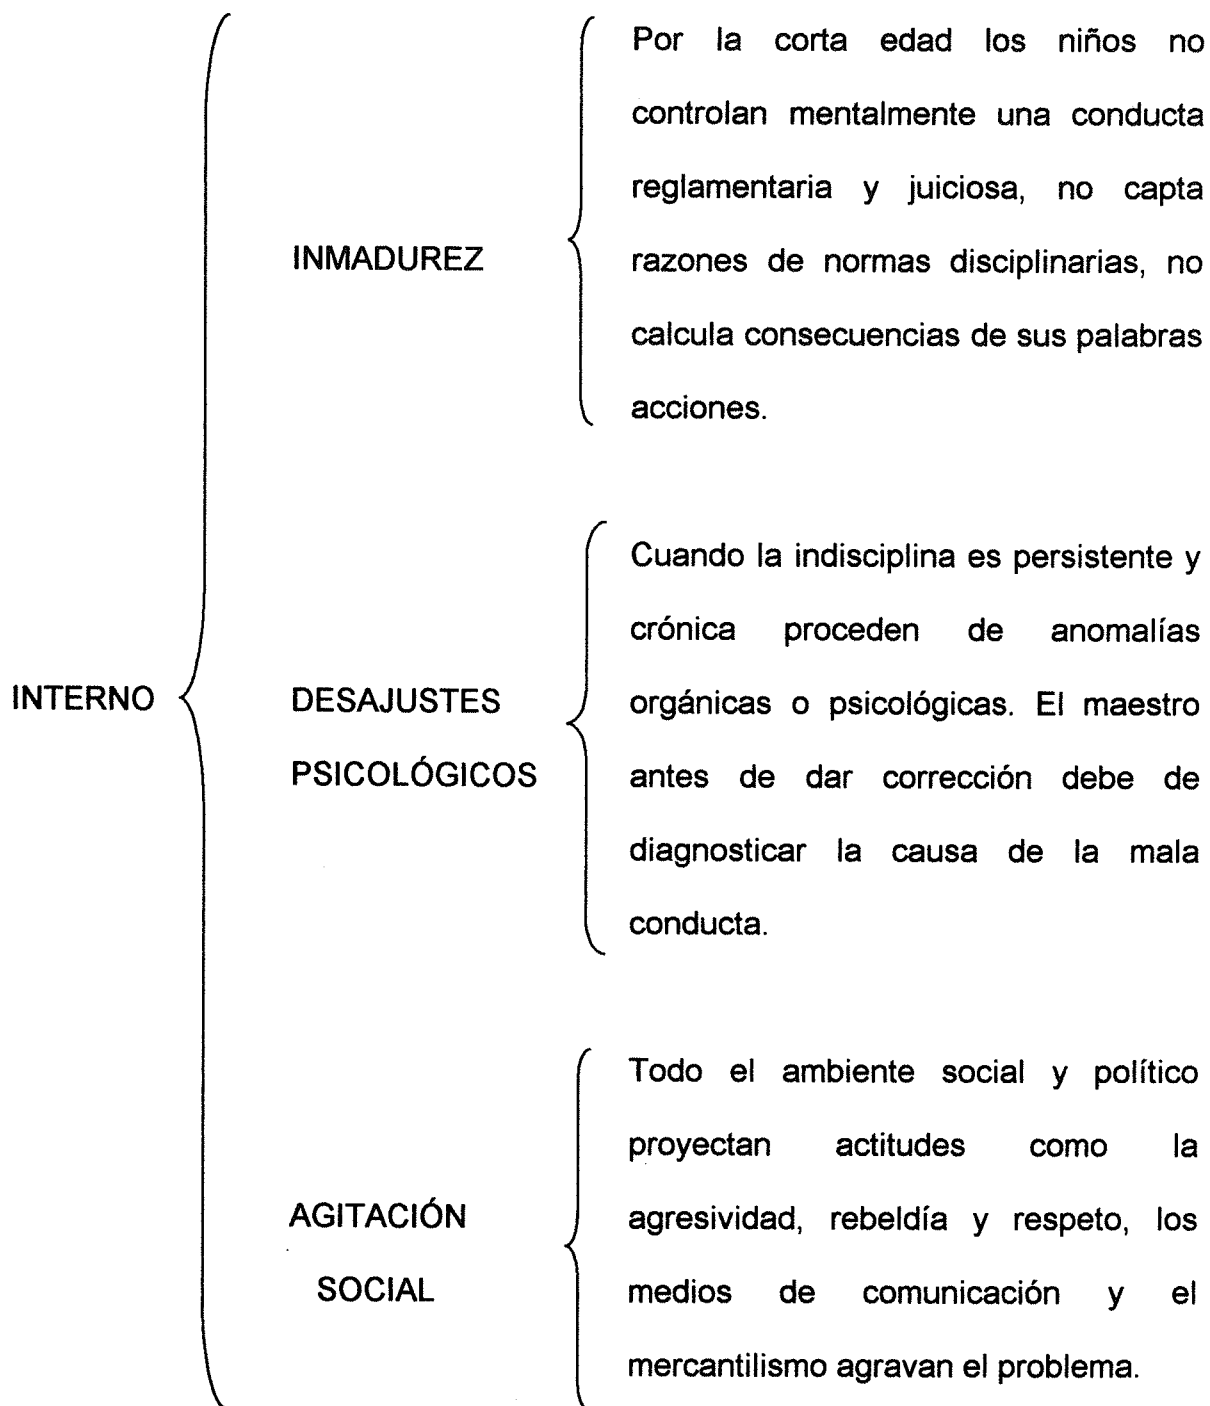 INTERNO
INMADUREZ
Por la corta edad los niños no
controlan mentalmente una conducta
reglamentaria y juiciosa, no capta
razones de normas disciplinarias, no
calcula consecuencias de sus palabras
acciones.
DESAJUSTES
PSICOLÓGICOS
Cuando la indisciplina es persistente y
crónica proceden de anomalías
orgánicas o psicológicas. El maestro
antes de dar corrección debe de
diagnosticar la causa de la mala
conducta.
AGITACIÓN
SOCIAL
Todo el ambiente social y político
proyectan actitudes como la
agresividad, rebeldía y respeto, los
medios de comunicación y el
mercantilismo agravan el problema.